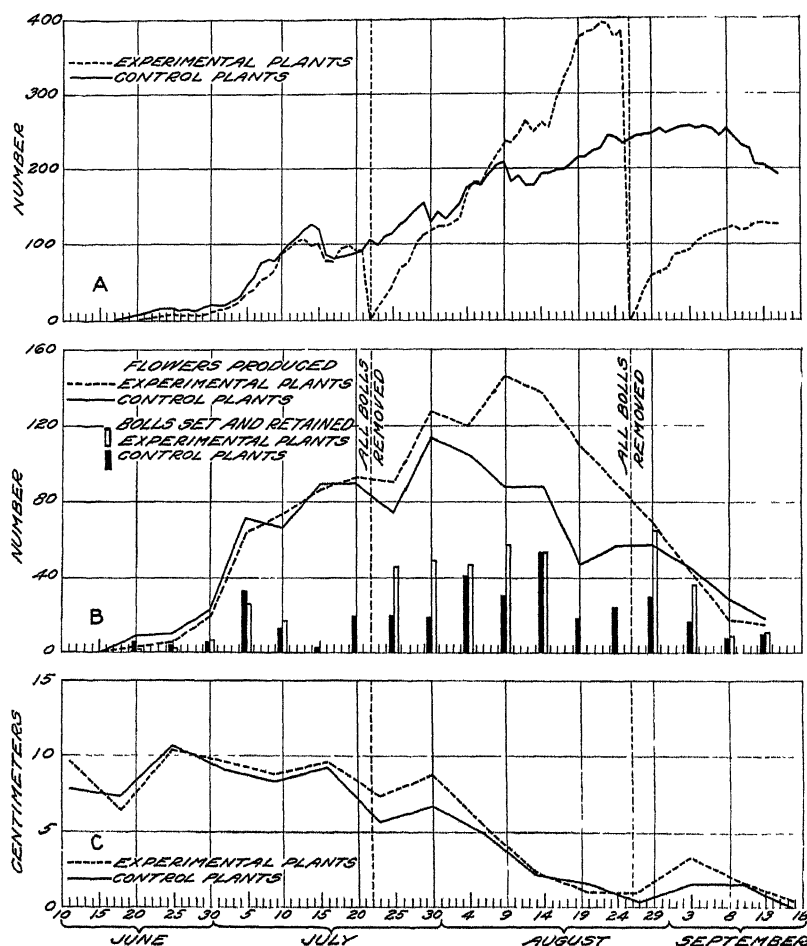 400
EXPERIMENTAL PLANTS
CONTROL PLANTS
300
200
100
0
NUMBER
A
160
120
80
40
0
NUMBER
FLOWERS PRODUCED
EXPERIMENTAL PLANTS
CONTROL PLANTS
BOLLS SET AND RETAINED
EXPERIMENTAL PLANTS
CONTROL PLANTS
ALL BOLLS
REMOVED
ALL BOLLS
REMOVED
B
15
10
5
0
CENTIMETERS
C
EXPERIMENTAL PLANTS
CONTROL PLANTS
10 15 20 25 30 5 10 15 20 25 30 4 9 14 19 24 29 3 8 13 18
JUNE JULY AUGUST SEPTEMBER